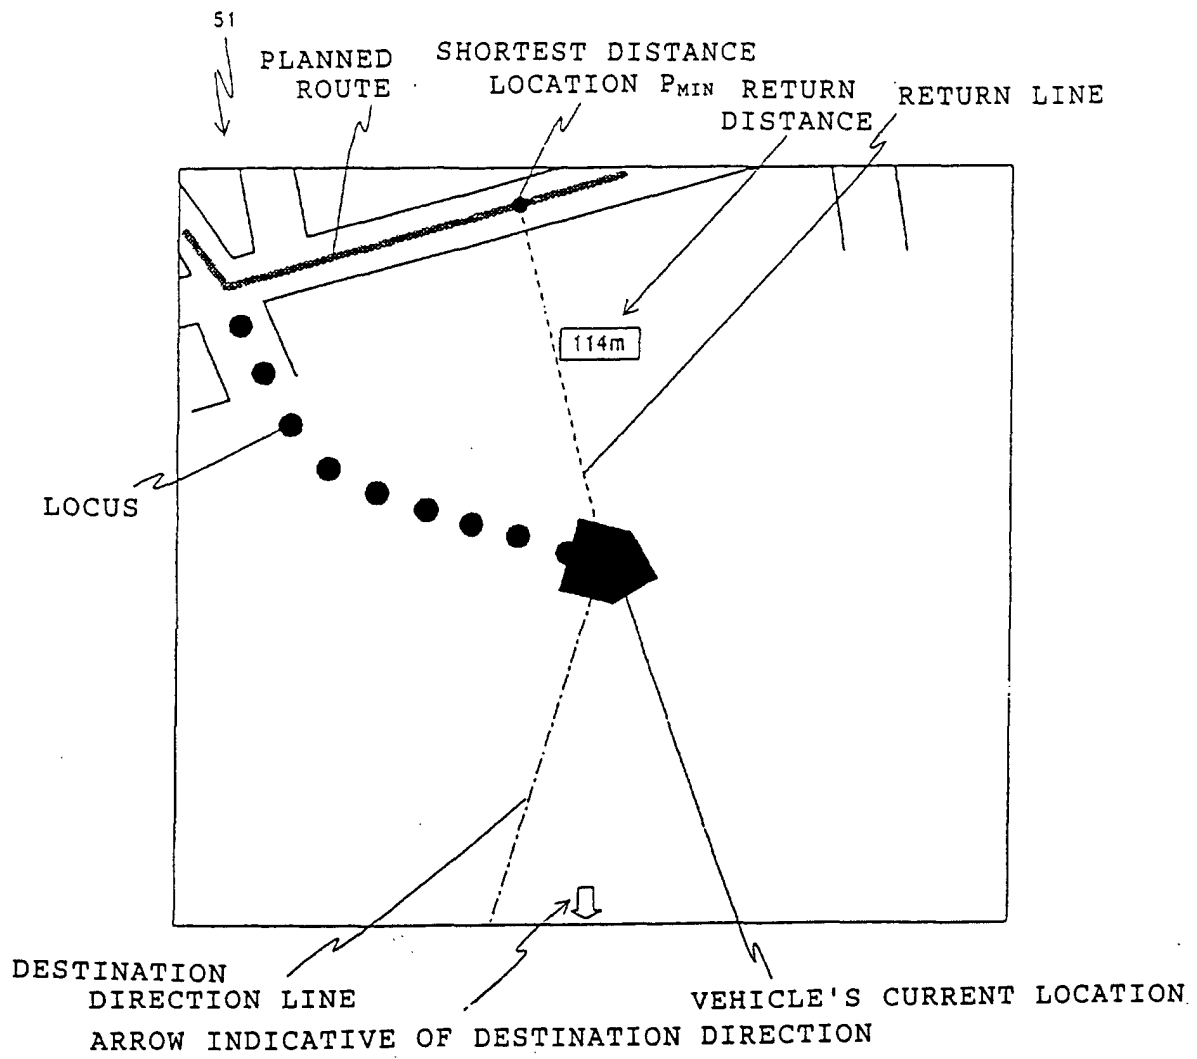 51
PLANNED
ROUTE
SHORTEST DISTANCE
LOCATION PMIN
RETURN
DISTANCE
RETURN LINE
114m
LOCUS
DESTINATION
DIRECTION LINE
VEHICLE'S CURRENT LOCATION
ARROW INDICATIVE OF DESTINATION DIRECTION